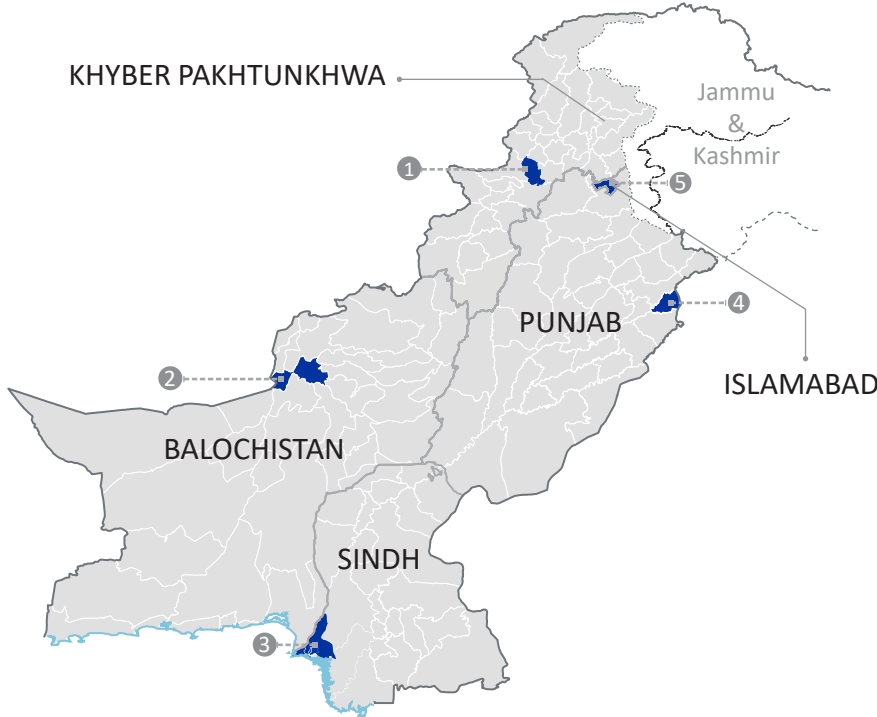 KHYBER PAKHTUNKHWA
Jammu
&
Kashmir
1
5
4
PUNJAB
2
ISLAMABAD
BALOCHISTAN
SINDH
3